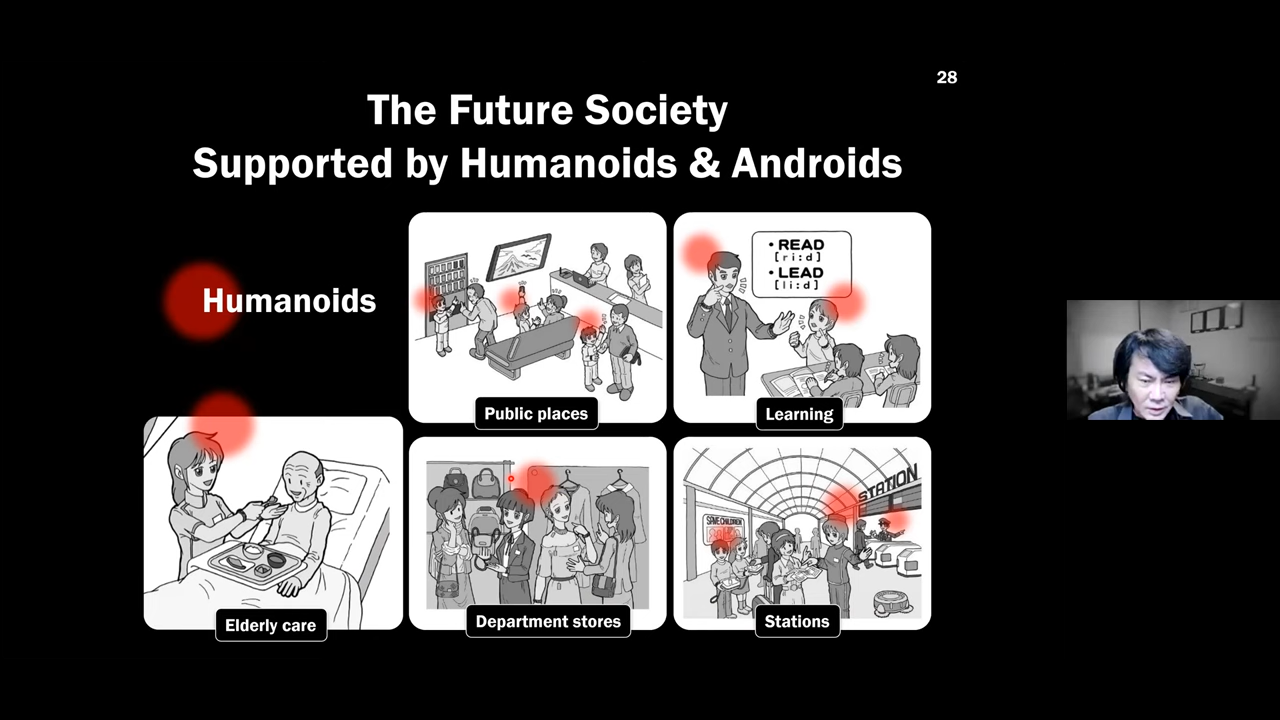 28
The Future Society
Supported by Humanoids & Androids
Humanoids
• READ
[ri:d]
• LEAD
[li:d]
Public places
Learning
STATION
SAVE CHILDREN
Elderly care
Department stores
Stations